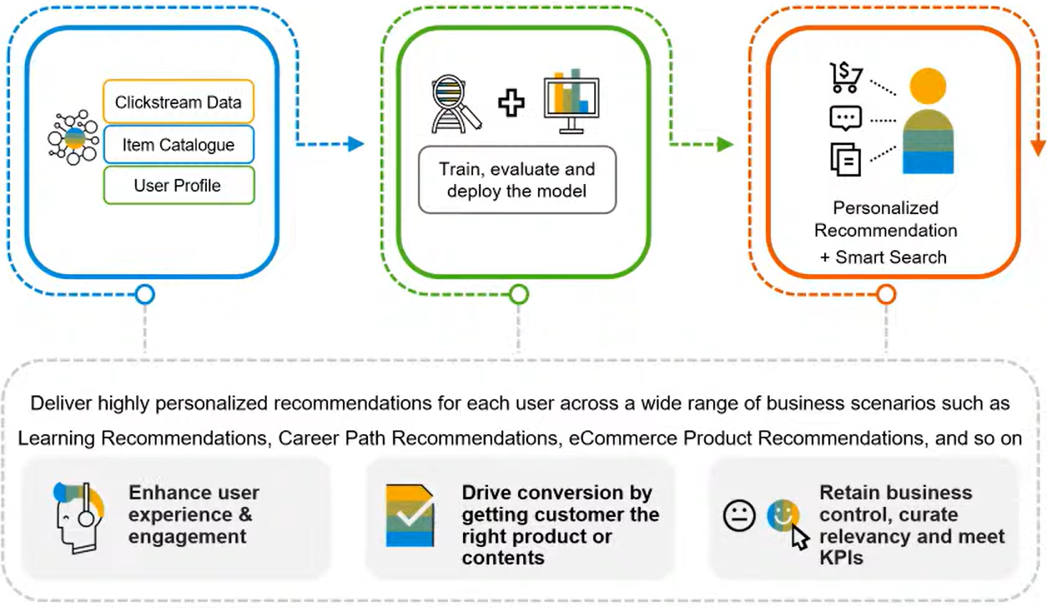 Clickstream Data
Item Catalogue
User Profile
Train, evaluate and
deploy the model
$
Personalized
Recommendation
+ Smart Search
Deliver highly personalized recommendations for each user across a wide range of business scenarios such as
Learning Recommendations, Career Path Recommendations, eCommerce Product Recommendations, and so on
Enhance user
experience &
engagement
Drive conversion by
getting customer the
right product or
contents
Retain business
control, curate
relevancy and meet
KPIs